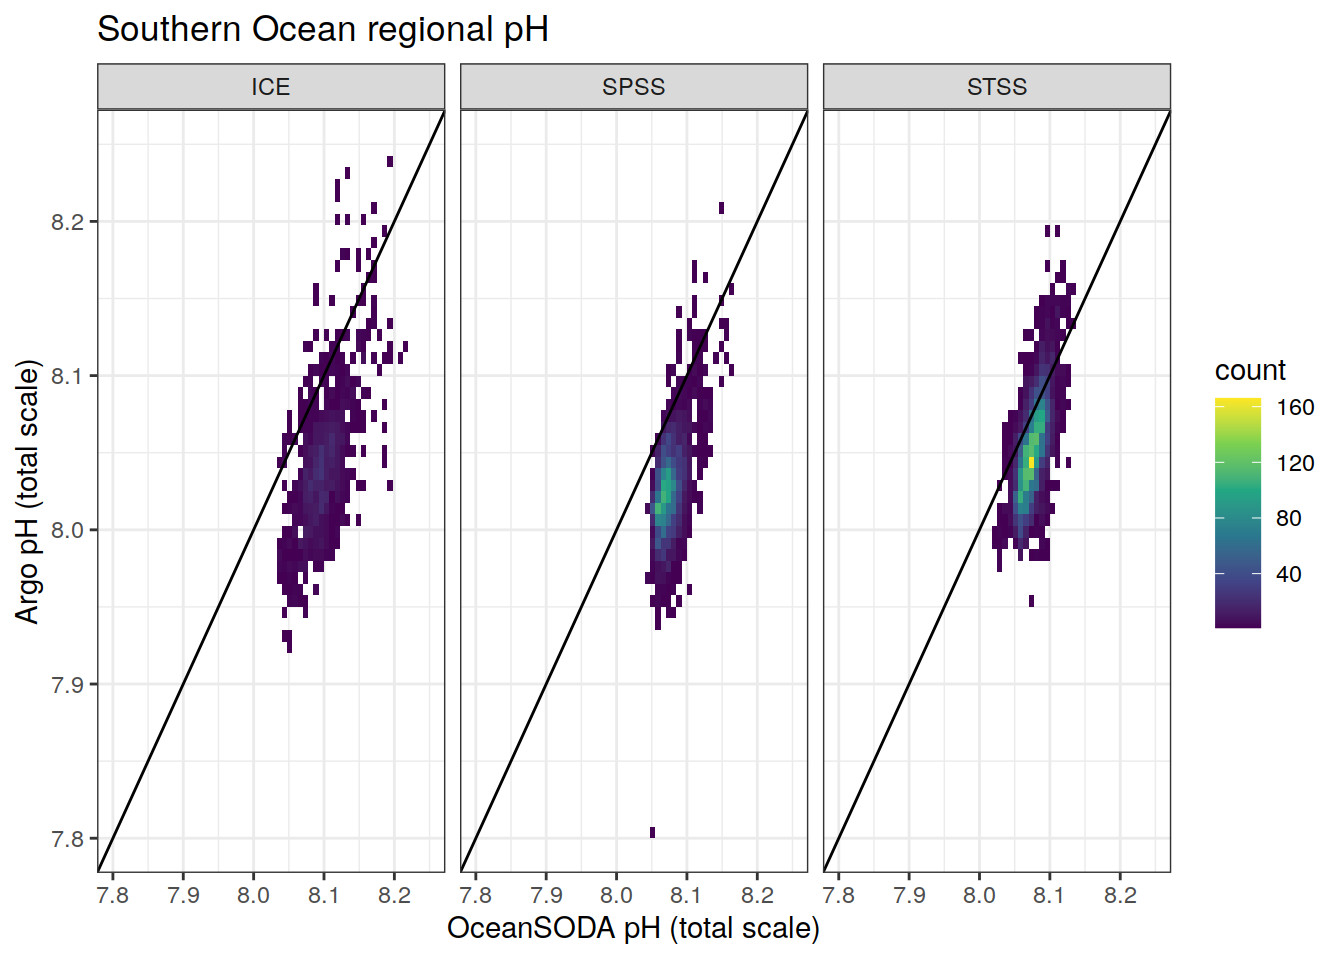 Southern Ocean regional pH
ICE
SPSS
STSS
8.2
8.1
8.0
7.9
7.8
Argo pH (total scale)
7.8 7.9 8.0 8.1 8.2
7.8 7.9 8.0 8.1 8.2
7.8 7.9 8.0 8.1 8.2
OceanSODA pH (total scale)
count
160
120
80
40